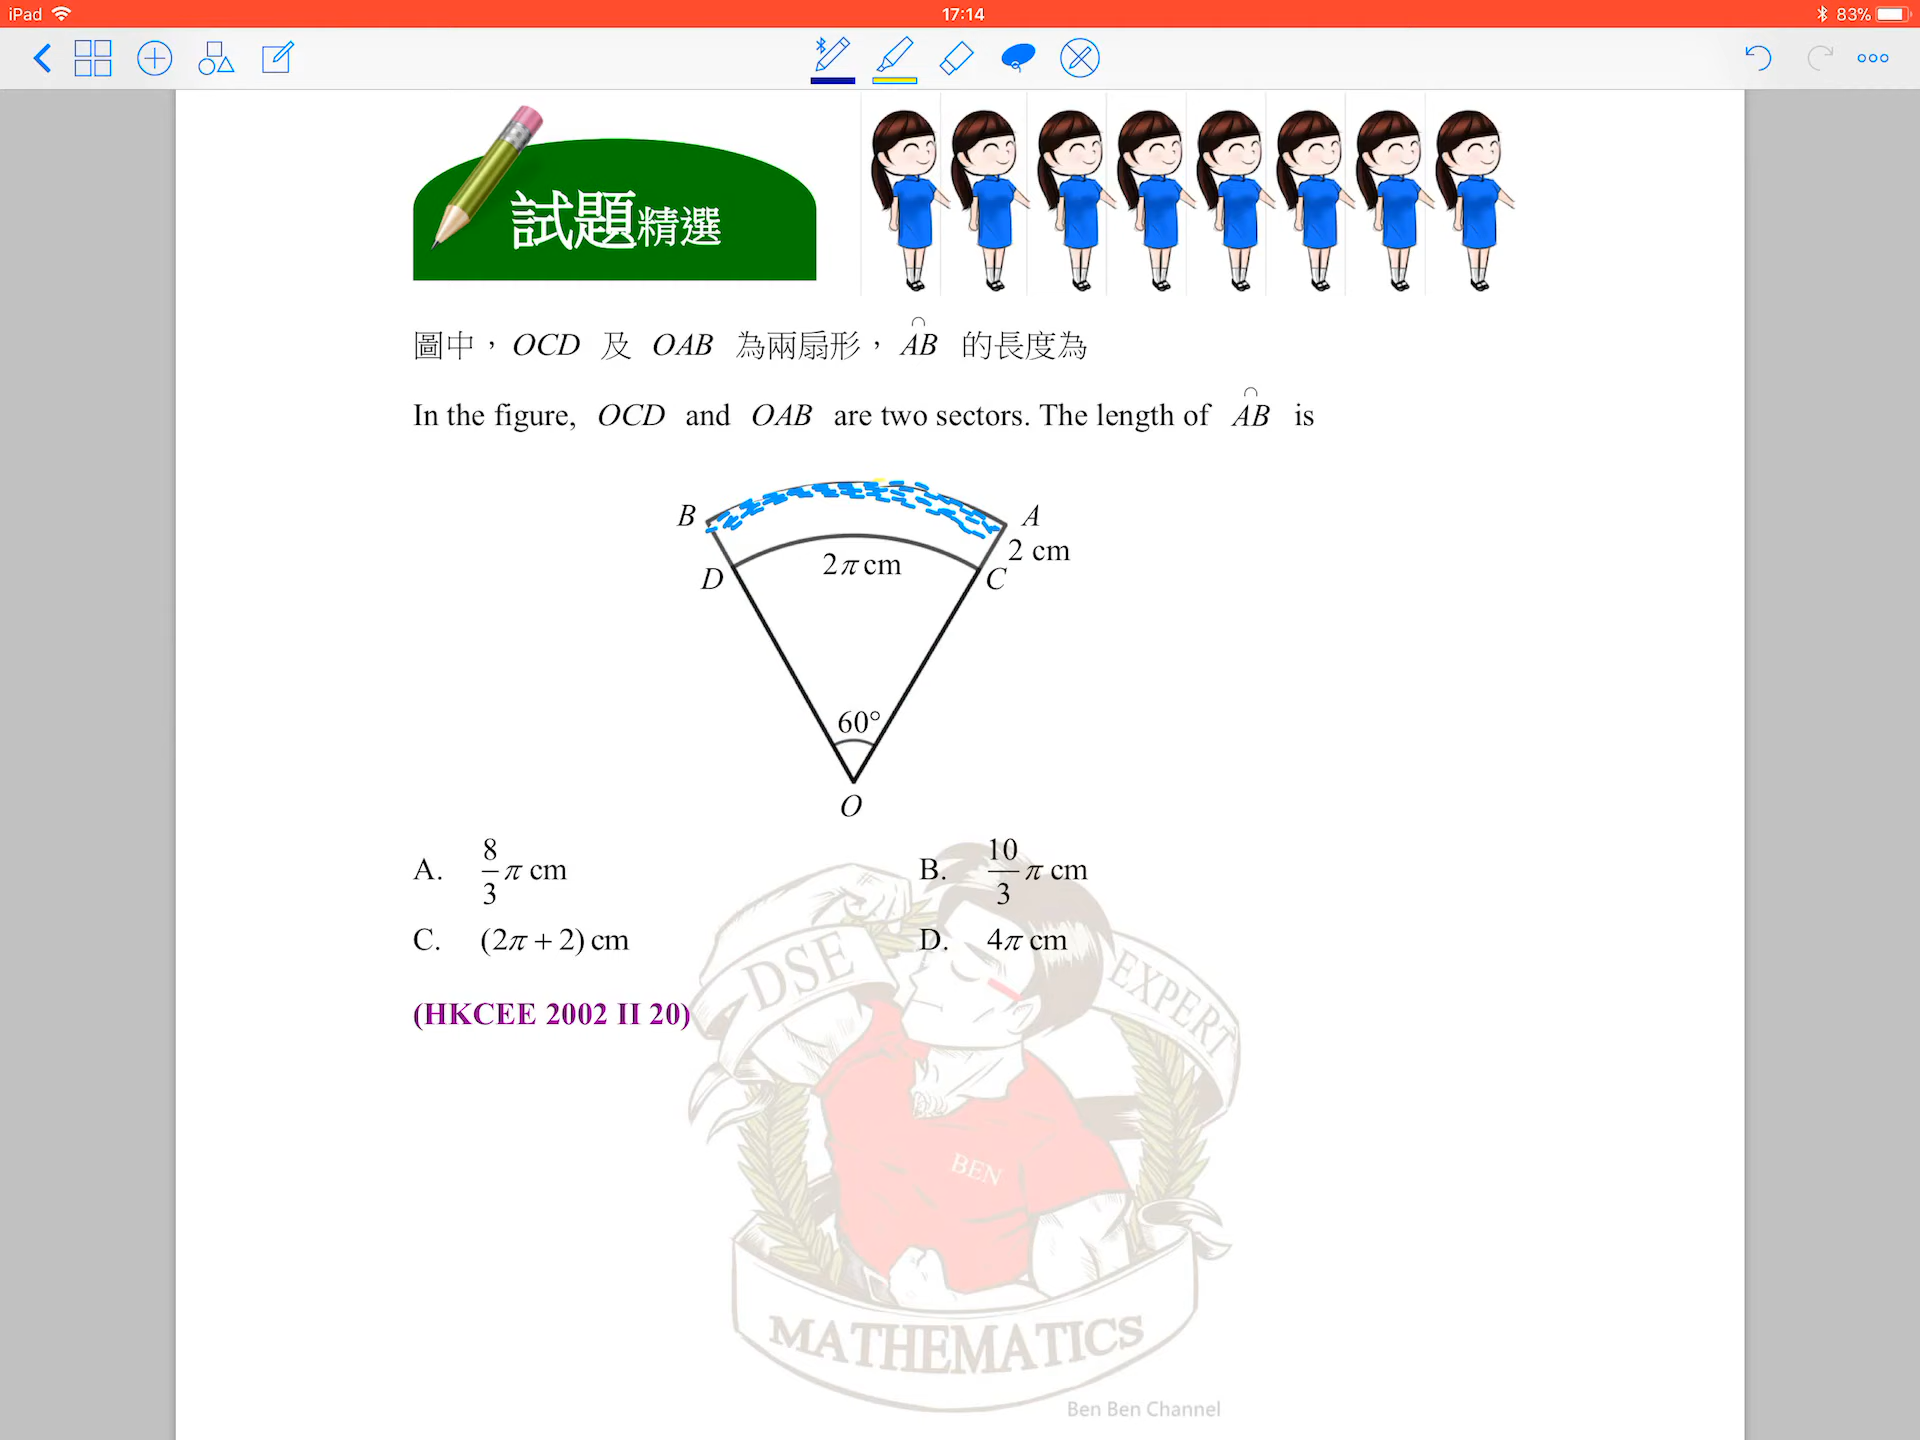 iPad 17:14 83%
試題精選
圖中，OCD 及 OAB 為兩扇形，A͡B 的長度為
In the figure, OCD and OAB are two sectors. The length of A͡B is
B A
2 cm
D 2π cm C
60°
O
A. 8/3 π cm B. 10/3 π cm
C. (2π + 2) cm D. 4π cm
(HKCEE 2002 II 20)
DSE EXPERT
BEN
MATHEMATICS
Ben Ben Channel